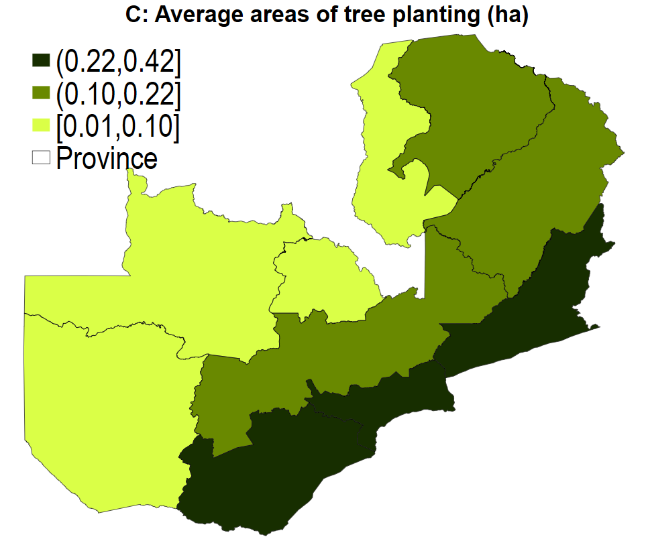 C: Average areas of tree planting (ha)
(0.22,0.42]
(0.10,0.22]
[0.01,0.10]
Province